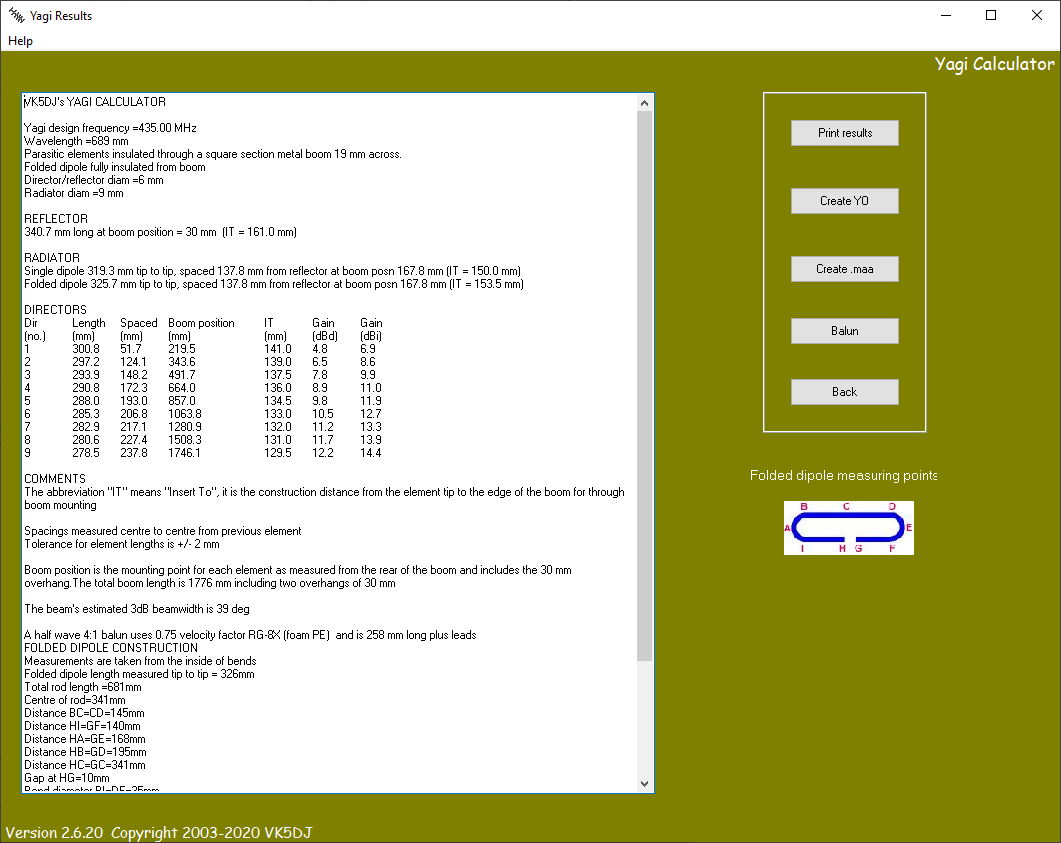 Yagi Results
Help
Yagi Calculator
VK5DJ's YAGI CALCULATOR
Yagi design frequency =435.00 MHz
Wavelength =689 mm
Parasitic elements insulated through a square section metal boom 19 mm across.
Folded dipole fully insulated from boom
Director/reflector diam =6 mm
Radiator diam =9 mm
REFLECTOR
340.7 mm long at boom position = 30 mm (IT = 161.0 mm)
RADIATOR
Single dipole 319.3 mm tip to tip, spaced 137.8 mm from reflector at boom posn 167.8 mm (IT = 150.0 mm)
Folded dipole 325.7 mm tip to tip, spaced 137.8 mm from reflector at boom posn 167.8 mm (IT = 153.5 mm)
DIRECTORS
Dir Length Spaced Boom position IT Gain Gain
(no.) (mm) (mm) (mm) (mm) (dBd) (dBi)
1 300.8 51.7 219.5 141.0 4.8 6.9
2 297.2 124.1 343.6 139.0 6.5 8.6
3 293.9 148.2 491.7 137.5 7.8 9.9
4 290.8 172.3 664.0 136.0 8.9 11.0
5 288.0 193.0 857.0 134.5 9.8 11.9
6 285.3 206.8 1063.8 133.0 10.5 12.7
7 282.9 217.1 1280.9 132.0 11.2 13.3
8 280.6 227.4 1508.3 131.0 11.7 13.9
9 278.5 237.8 1746.1 129.5 12.2 14.4
COMMENTS
The abbreviation "IT" means "Insert To", it is the construction distance from the element tip to the edge of the boom for through
boom mounting
Spacings measured centre to centre from previous element
Tolerance for element lengths is +/- 2 mm
Boom position is the mounting point for each element as measured from the rear of the boom and includes the 30 mm
overhang.The total boom length is 1776 mm including two overhangs of 30 mm
The beam's estimated 3dB beamwidth is 39 deg
A half wave 4:1 balun uses 0.75 velocity factor RG-8X (foam PE) and is 258 mm long plus leads
FOLDED DIPOLE CONSTRUCTION
Measurements are taken from the inside of bends
Folded dipole length measured tip to tip = 326mm
Total rod length =681mm
Centre of rod=341mm
Distance BC=CD=145mm
Distance HI=GF=140mm
Distance HA=GE=168mm
Distance HB=GD=195mm
Distance HC=GC=341mm
Gap at HG=10mm
Bend diameter BI=DF=35mm
Print results
Create YO
Create .maa
Balun
Back
Folded dipole measuring points
B C D
A E
I H G F
Version 2.6.20 Copyright 2003-2020 VK5DJ